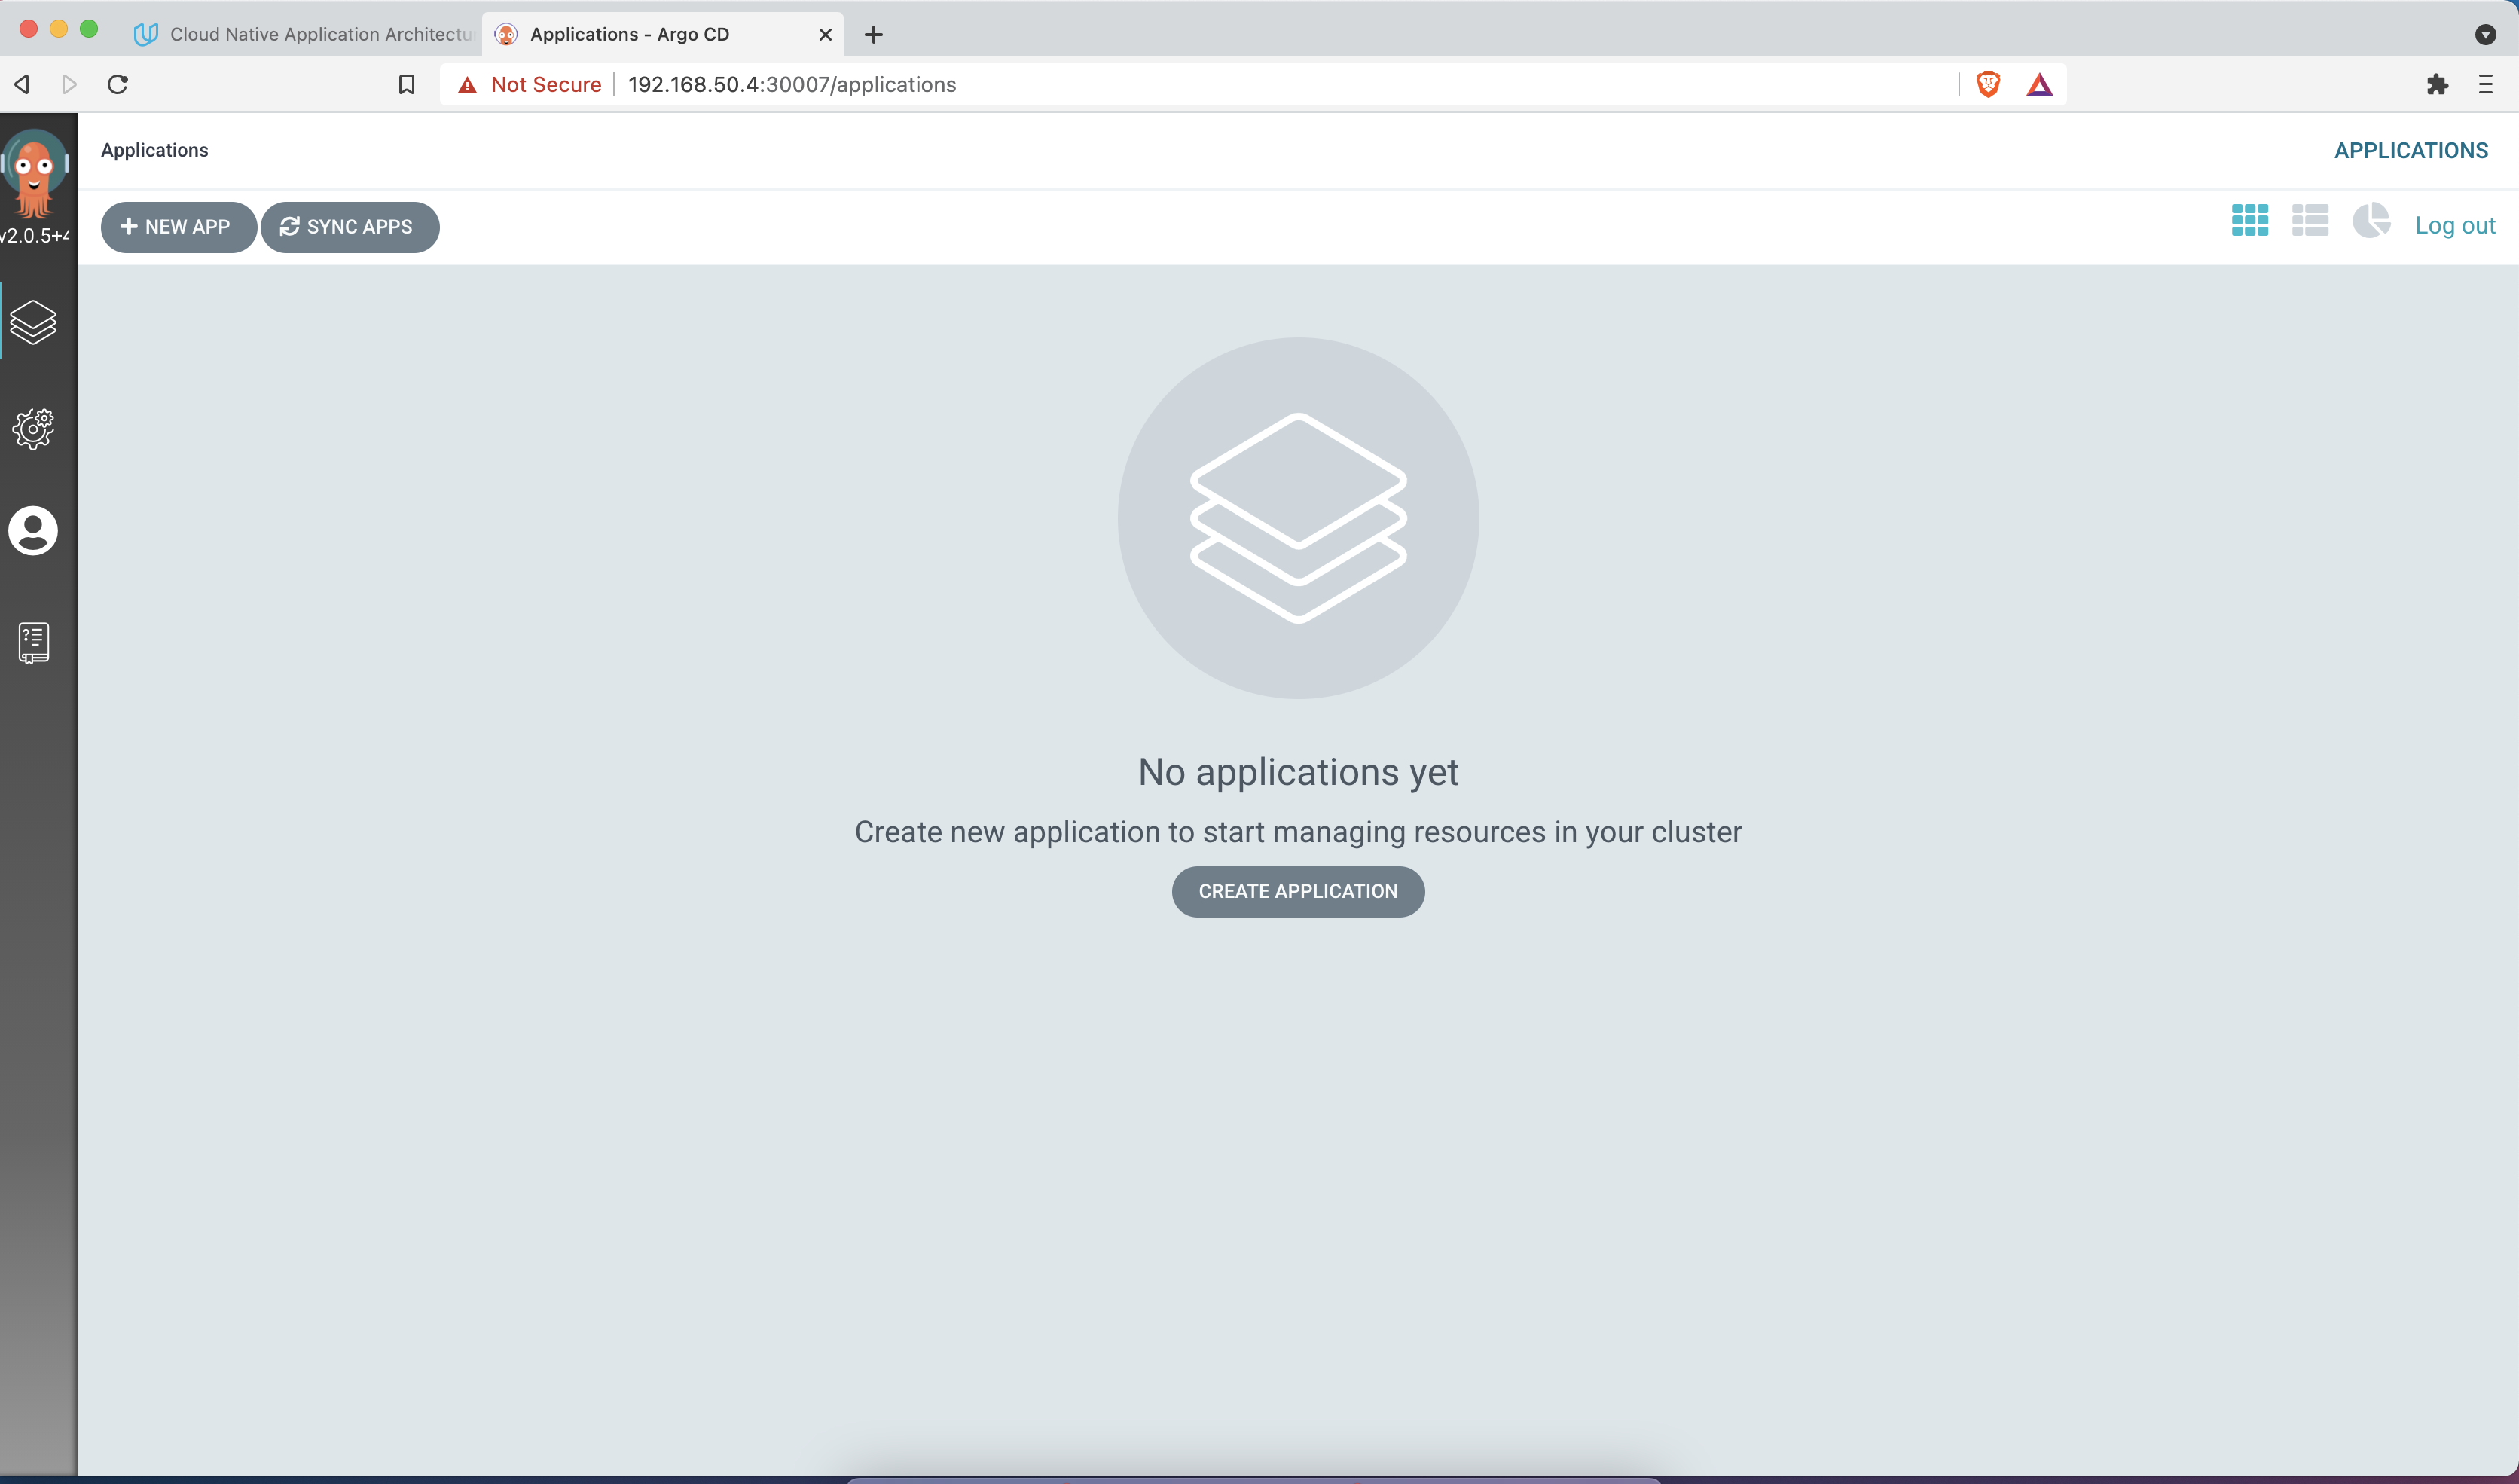 Cloud Native Application Architectu
Applications - Argo CD
Not Secure
192.168.50.4:30007/applications
Applications
APPLICATIONS
v2.0.5+4
NEW APP
SYNC APPS
Log out
No applications yet
Create new application to start managing resources in your cluster
CREATE APPLICATION